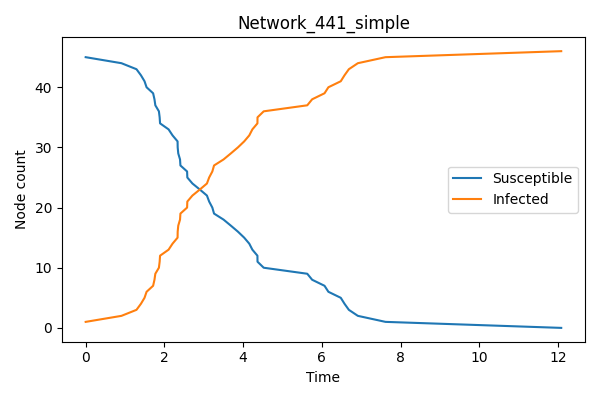 Network_441_simple
Node count
40
30
20
10
0
Susceptible
Infected
0 2 4 6 8 10 12
Time